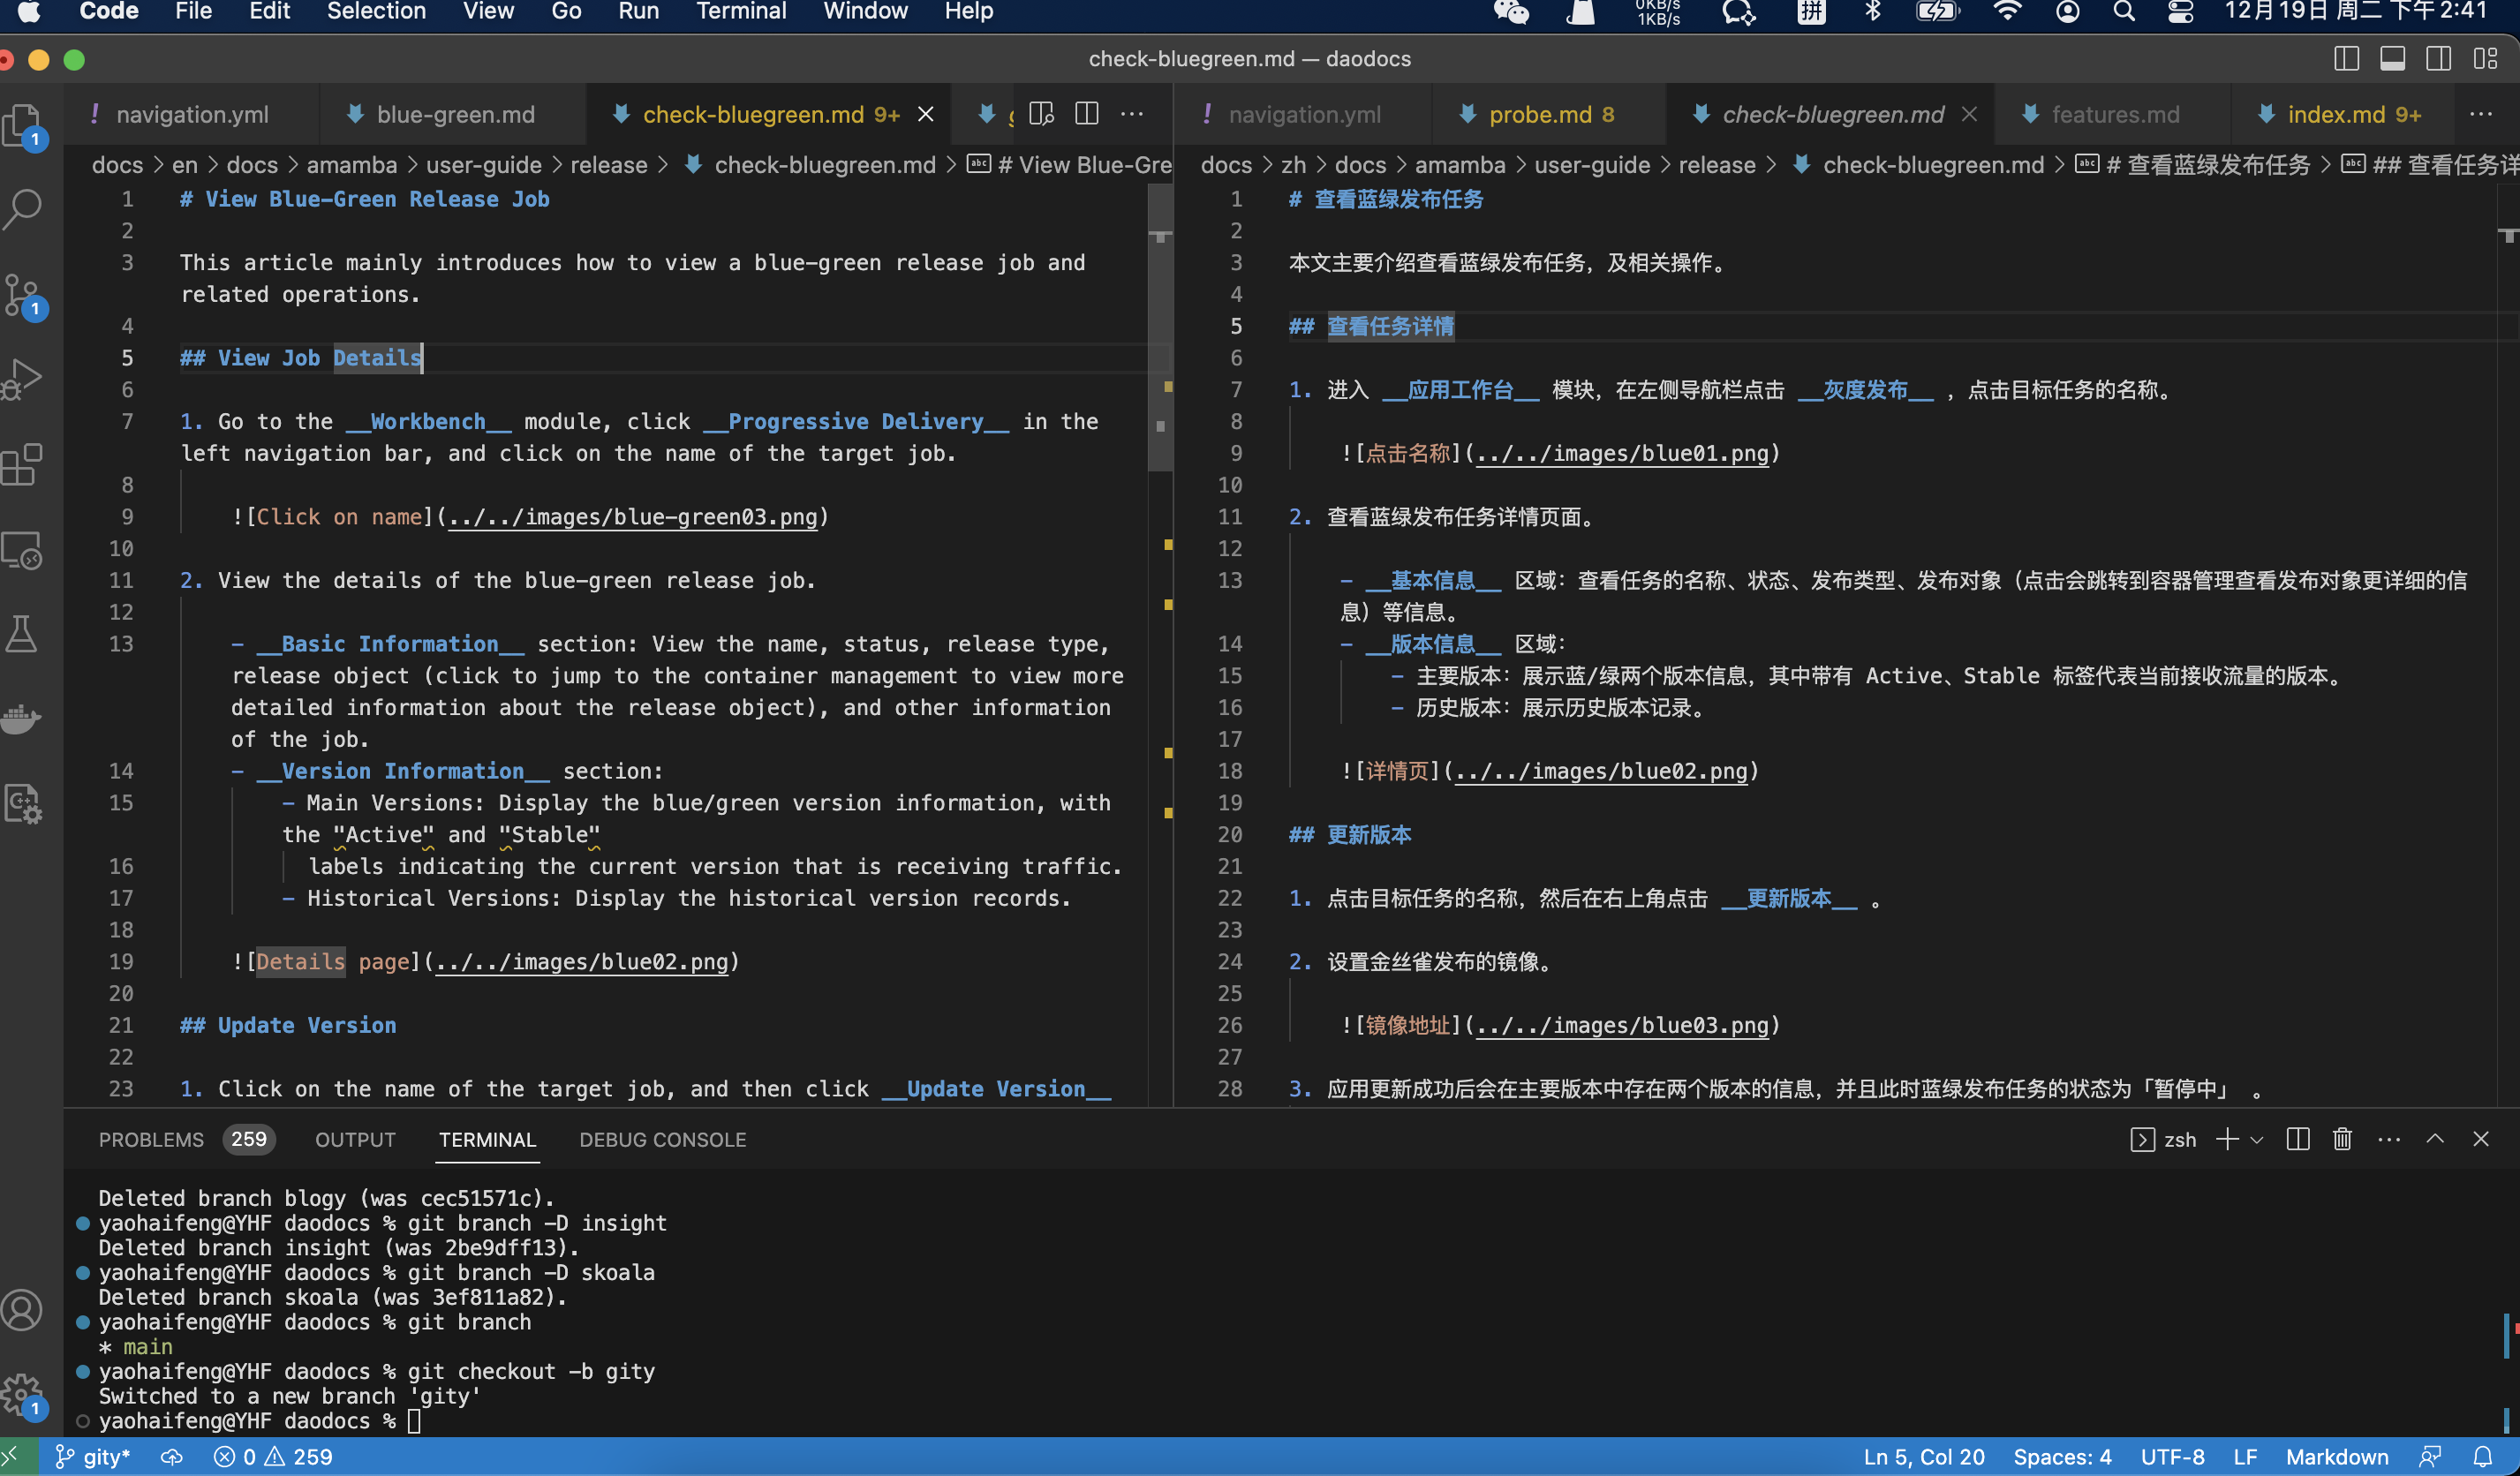 Code File Edit Selection View Go Run Terminal Window Help 0KB/s 1KB/s 拼 12月19日 周二 下午2:41
check-bluegreen.md — daodocs
! navigation.yml blue-green.md check-bluegreen.md 9+
! navigation.yml probe.md 8 check-bluegreen.md features.md index.md 9+
docs > en > docs > amamba > user-guide > release > check-bluegreen.md > # View Blue-Gre
1 # View Blue-Green Release Job
2
3 This article mainly introduces how to view a blue-green release job and
related operations.
4
5 ## View Job Details
6
7 1. Go to the __Workbench__ module, click __Progressive Delivery__ in the
left navigation bar, and click on the name of the target job.
8
9 ![Click on name](../../images/blue-green03.png)
10
11 2. View the details of the blue-green release job.
12
13 - __Basic Information__ section: View the name, status, release type,
release object (click to jump to the container management to view more
detailed information about the release object), and other information
of the job.
14 - __Version Information__ section:
15 - Main Versions: Display the blue/green version information, with
the "Active" and "Stable"
16 labels indicating the current version that is receiving traffic.
17 - Historical Versions: Display the historical version records.
18
19 ![Details page](../../images/blue02.png)
20
21 ## Update Version
22
23 1. Click on the name of the target job, and then click __Update Version__
docs > zh > docs > amamba > user-guide > release > check-bluegreen.md > # 查看蓝绿发布任务 > ## 查看任务详
1 # 查看蓝绿发布任务
2
3 本文主要介绍查看蓝绿发布任务，及相关操作。
4
5 ## 查看任务详情
6
7 1. 进入 __应用工作台__ 模块，在左侧导航栏点击 __灰度发布__ ，点击目标任务的名称。
8
9 ![点击名称](../../images/blue01.png)
10
11 2. 查看蓝绿发布任务详情页面。
12
13 - __基本信息__ 区域：查看任务的名称、状态、发布类型、发布对象（点击会跳转到容器管理查看发布对象更详细的信
息）等信息。
14 - __版本信息__ 区域：
15 - 主要版本：展示蓝/绿两个版本信息，其中带有 Active、Stable 标签代表当前接收流量的版本。
16 - 历史版本：展示历史版本记录。
17
18 ![详情页](../../images/blue02.png)
19
20 ## 更新版本
21
22 1. 点击目标任务的名称，然后在右上角点击 __更新版本__ 。
23
24 2. 设置金丝雀发布的镜像。
25
26 ![镜像地址](../../images/blue03.png)
27
28 3. 应用更新成功后会在主要版本中存在两个版本的信息，并且此时蓝绿发布任务的状态为「暂停中」 。
PROBLEMS 259 OUTPUT TERMINAL DEBUG CONSOLE zsh
Deleted branch blogy (was cec51571c).
yaohaifeng@YHF daodocs % git branch -D insight
Deleted branch insight (was 2be9dff13).
yaohaifeng@YHF daodocs % git branch -D skoala
Deleted branch skoala (was 3ef811a82).
yaohaifeng@YHF daodocs % git branch
* main
yaohaifeng@YHF daodocs % git checkout -b gity
Switched to a new branch 'gity'
yaohaifeng@YHF daodocs %
1
1
1
gity* 0 259 Ln 5, Col 20 Spaces: 4 UTF-8 LF Markdown